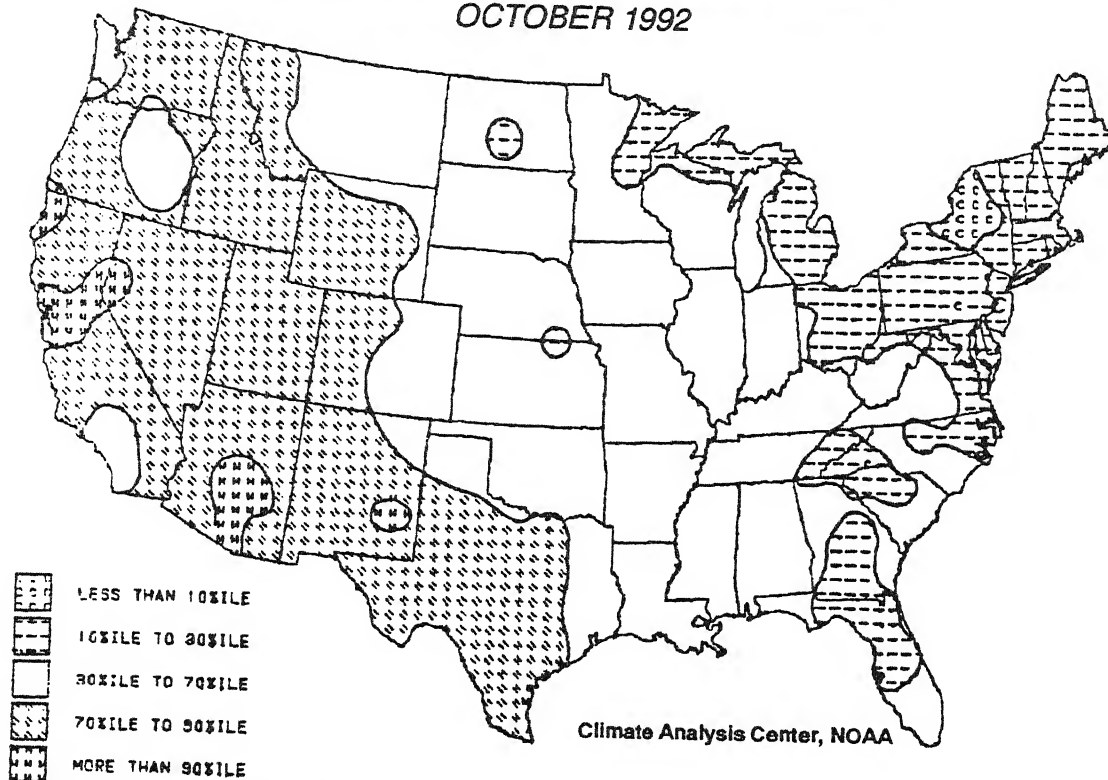 OCTOBER 1992
LESS THAN 10%ILE
10%ILE TO 30%ILE
30%ILE TO 70%ILE
70%ILE TO 90%ILE
MORE THAN 90%ILE
Climate Analysis Center, NOAA